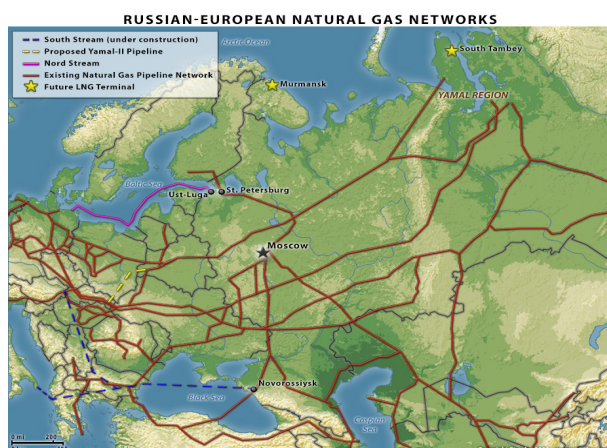 RUSSIAN-EUROPEAN NATURAL GAS NETWORKS
South Stream (under construction)
Proposed Yamal-II Pipeline
Nord Stream
Existing Natural Gas Pipeline Network
Future LNG Terminal
Arctic Ocean
South Tambey
Murmansk
YAMAL REGION
Baltic Sea
Ust-Luga
St. Petersburg
Moscow
Novorossiysk
Black Sea
Caspian
Sea
0 mi 200